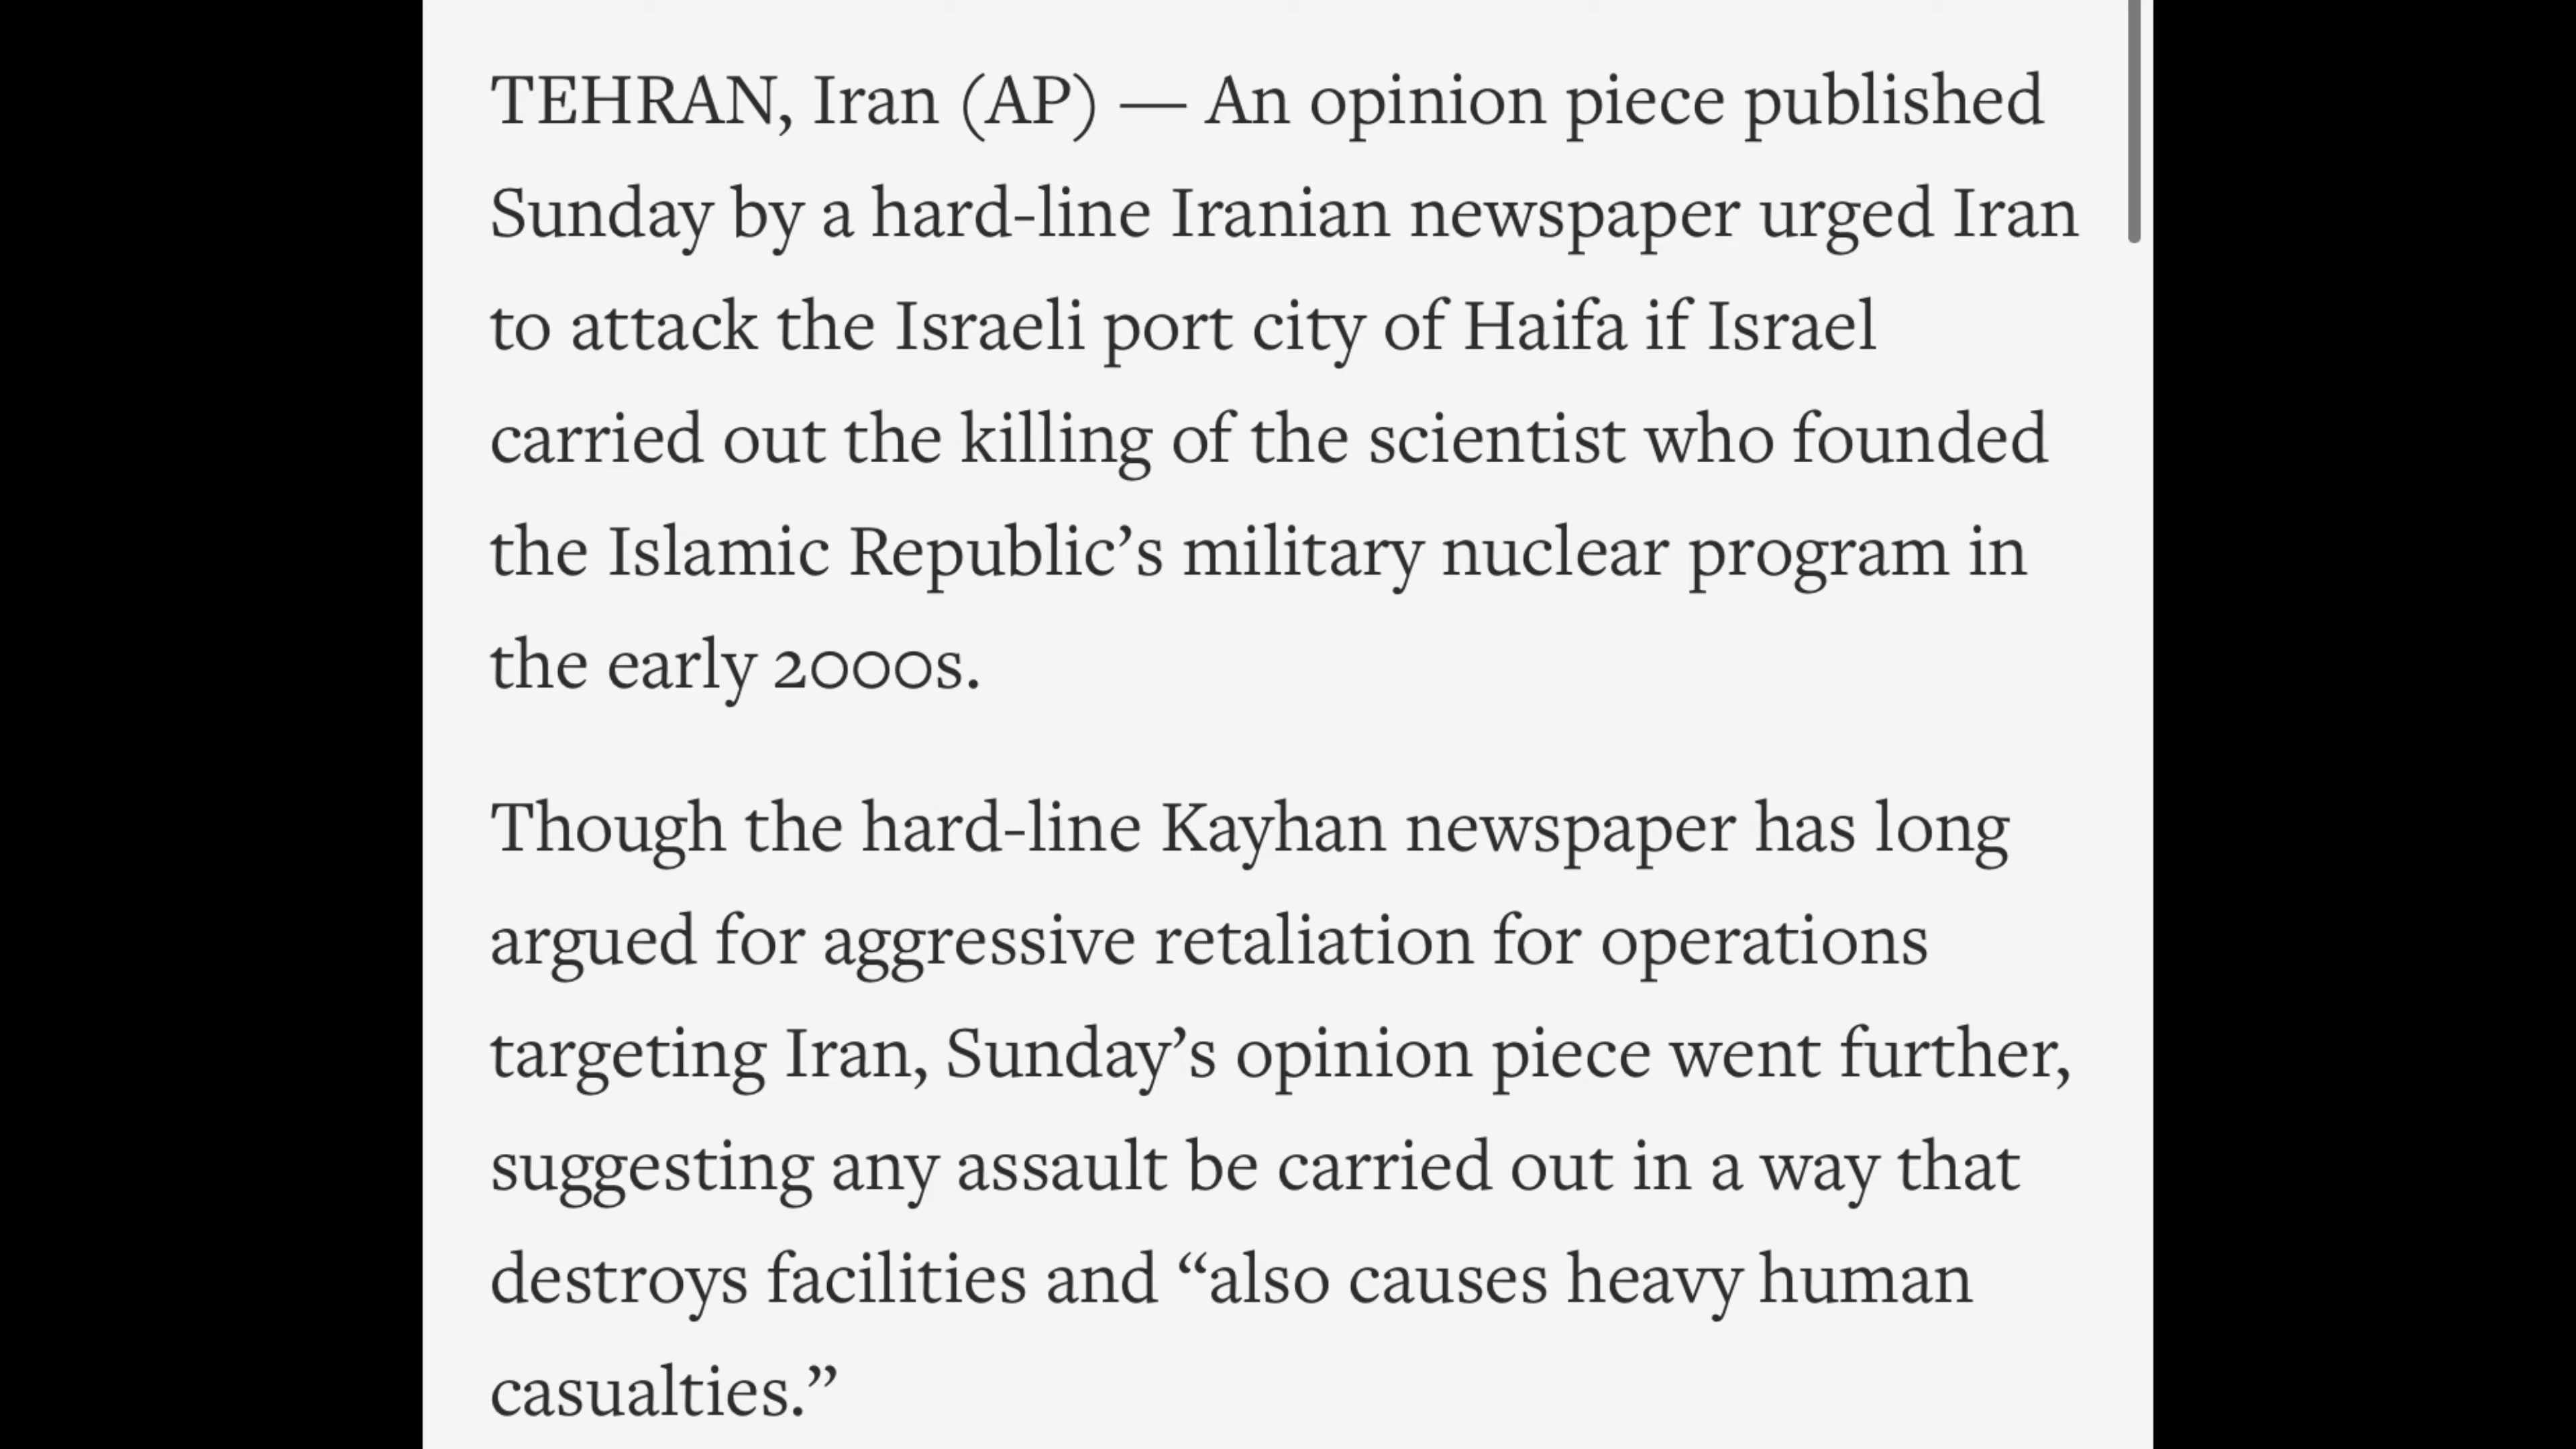 TEHRAN, Iran (AP) — An opinion piece published
Sunday by a hard-line Iranian newspaper urged Iran
to attack the Israeli port city of Haifa if Israel
carried out the killing of the scientist who founded
the Islamic Republic’s military nuclear program in
the early 2000s.
Though the hard-line Kayhan newspaper has long
argued for aggressive retaliation for operations
targeting Iran, Sunday’s opinion piece went further,
suggesting any assault be carried out in a way that
destroys facilities and “also causes heavy human
casualties.”